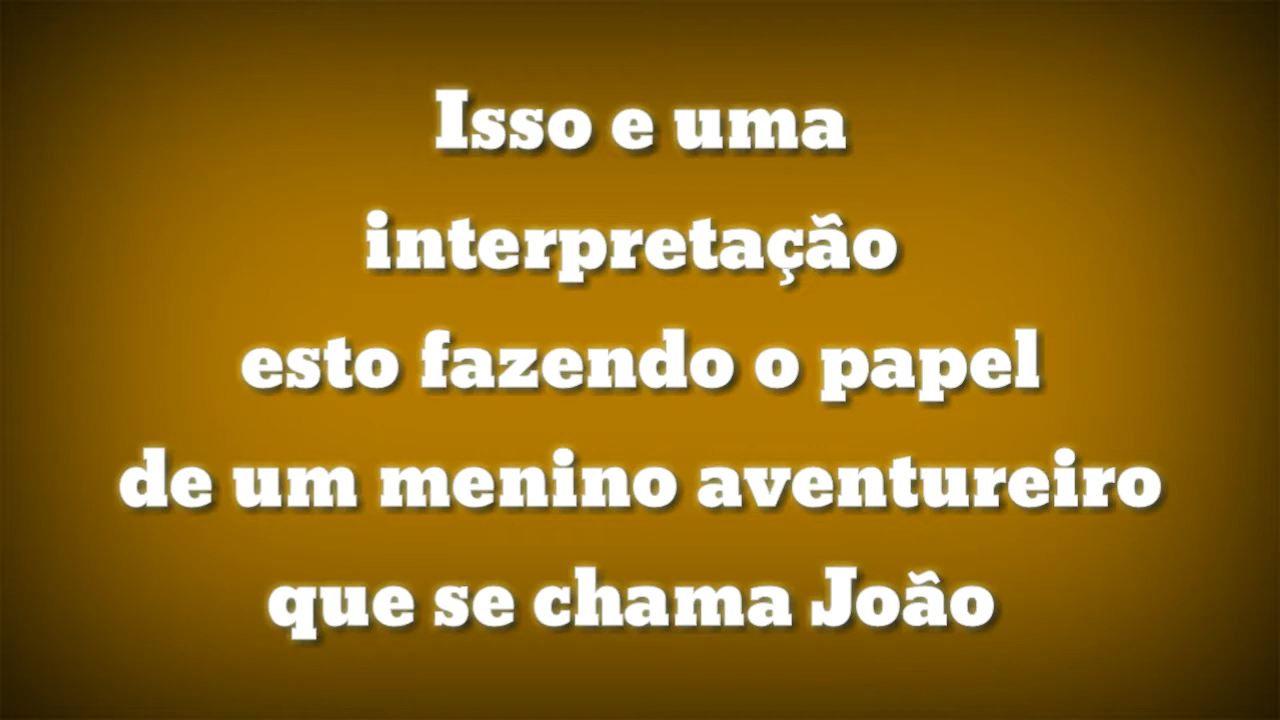 Isso e uma
interpretação
esto fazendo o papel
de um menino aventureiro
que se chama João